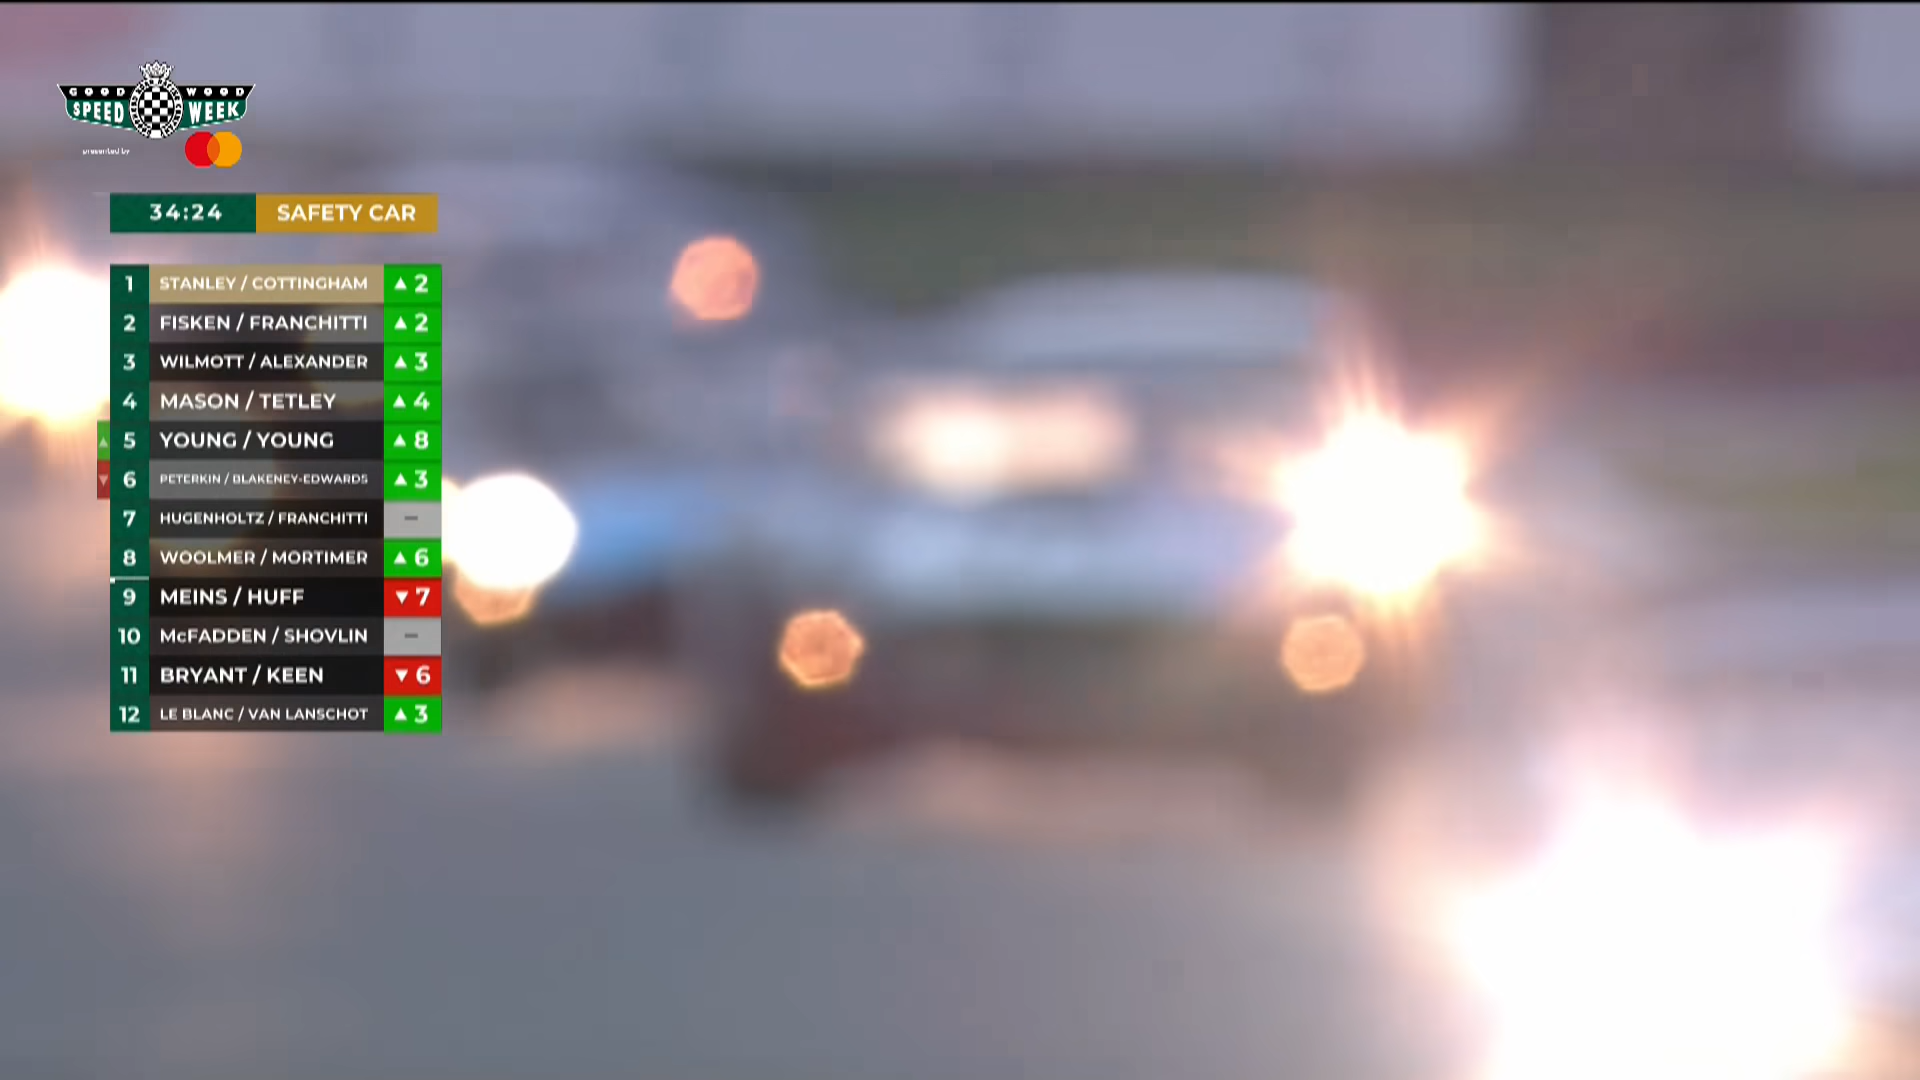 GOOD WOOD
SPEED WEEK
presented by
34:24 SAFETY CAR
1 STANLEY / COTTINGHAM ▲ 2
2 FISKEN / FRANCHITTI ▲ 2
3 WILMOTT / ALEXANDER ▲ 3
4 MASON / TETLEY ▲ 4
▲ 5 YOUNG / YOUNG ▲ 8
▼ 6 PETERKIN / BLAKENEY-EDWARDS ▲ 3
7 HUGENHOLTZ / FRANCHITTI –
8 WOOLMER / MORTIMER ▲ 6
9 MEINS / HUFF ▼ 7
10 McFADDEN / SHOVLIN –
11 BRYANT / KEEN ▼ 6
12 LE BLANC / VAN LANSCHOT ▲ 3